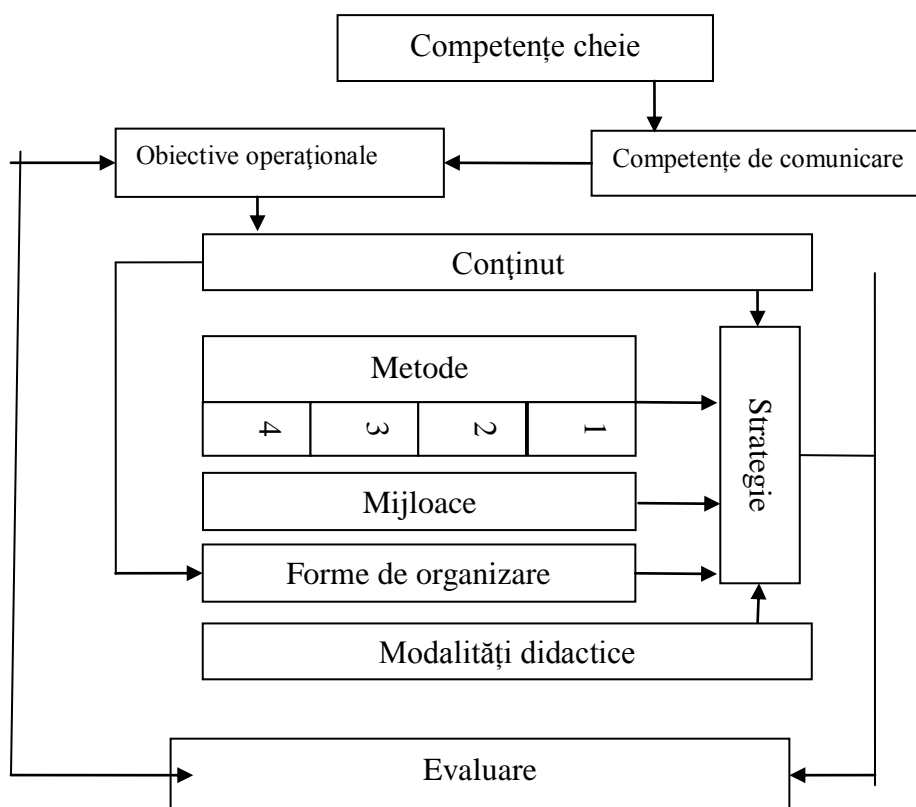 Competențe cheie
Obiective operaţionale
Competențe de comunicare
Conținut
Metode
4 3 2 1
Strategie
Mijloace
Forme de organizare
Modalități didactice
Evaluare